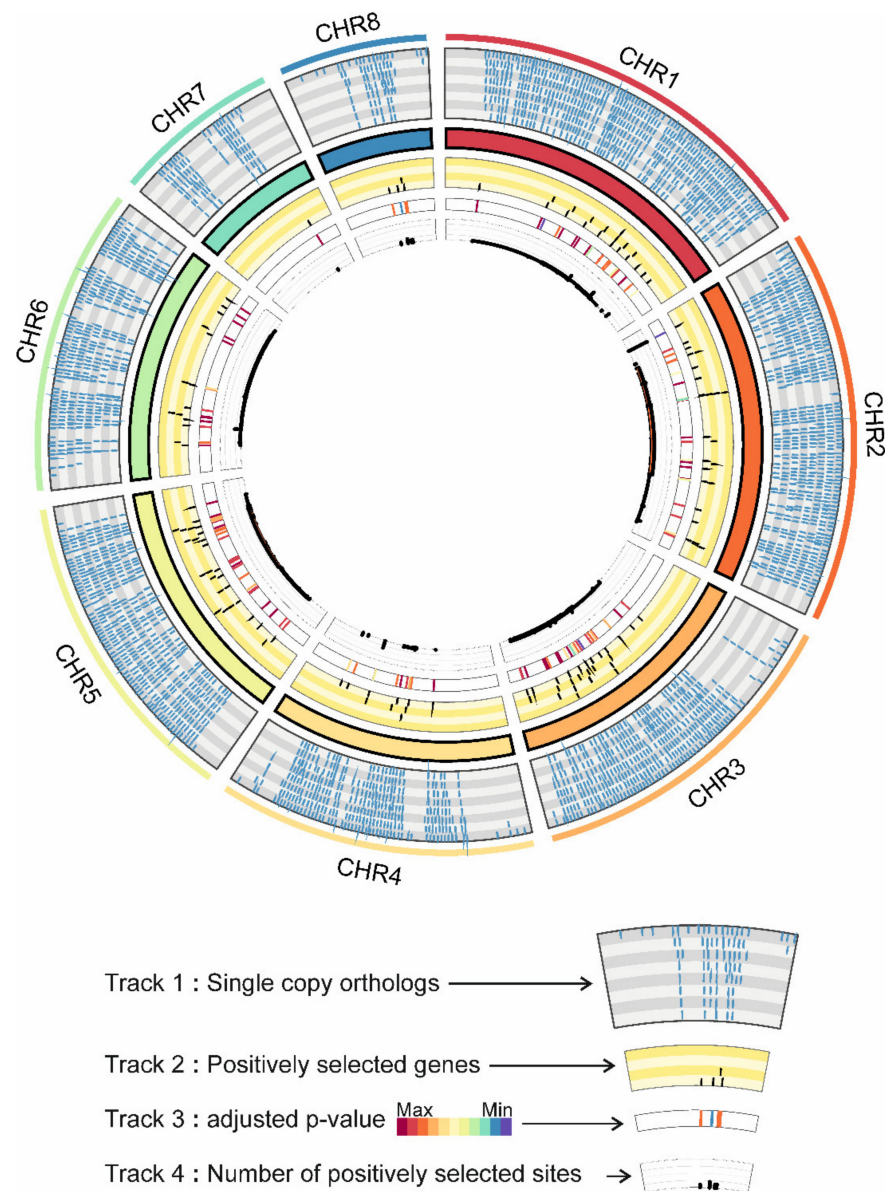 CHR8
CHR1
CHR7
CHR6
CHR2
CHR5
CHR3
CHR4
Track 1 : Single copy orthologs
Track 2 : Positively selected genes
Max Min
Track 3 : adjusted p-value
Track 4 : Number of positively selected sites